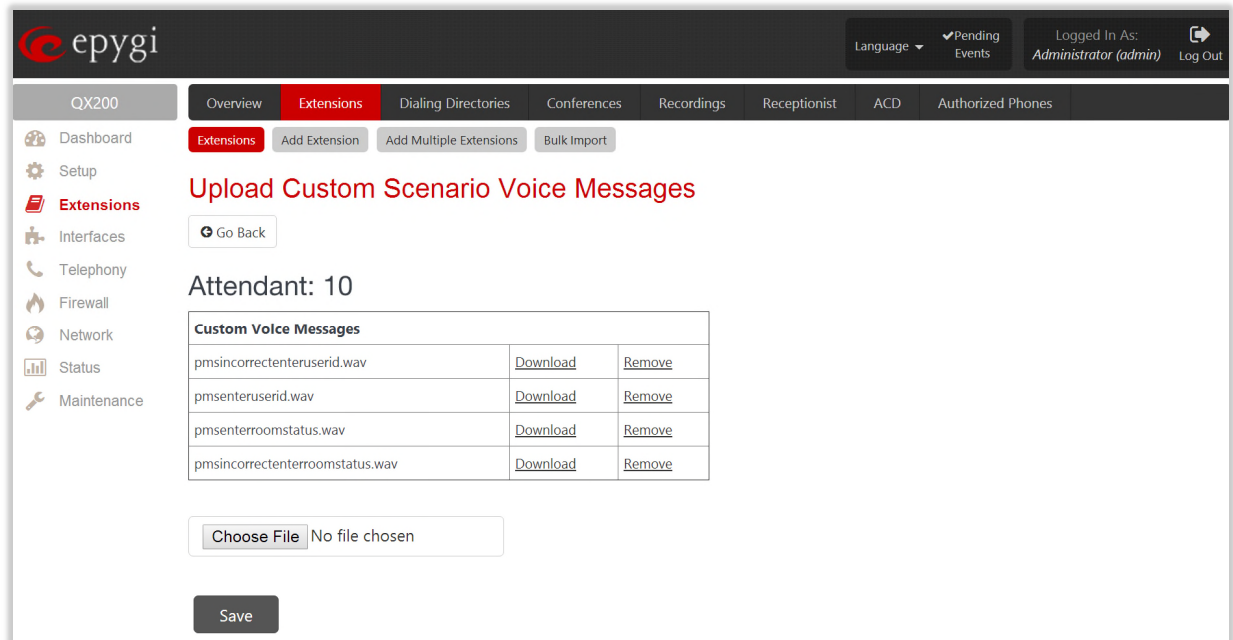 epygi
Language
Pending
Events
Logged In As:
Administrator (admin)
Log Out
QX200
Overview Extensions Dialing Directories Conferences Recordings Receptionist ACD Authorized Phones
Dashboard
Setup
Extensions
Interfaces
Telephony
Firewall
Network
Status
Maintenance
Extensions Add Extension Add Multiple Extensions Bulk Import
Upload Custom Scenario Voice Messages
Go Back
Attendant: 10
Custom Voice Messages
pmsincorrectenteruserid.wav Download Remove
pmsenteruserid.wav Download Remove
pmsenterroomstatus.wav Download Remove
pmsincorrectenterroomstatus.wav Download Remove
Choose File No file chosen
Save